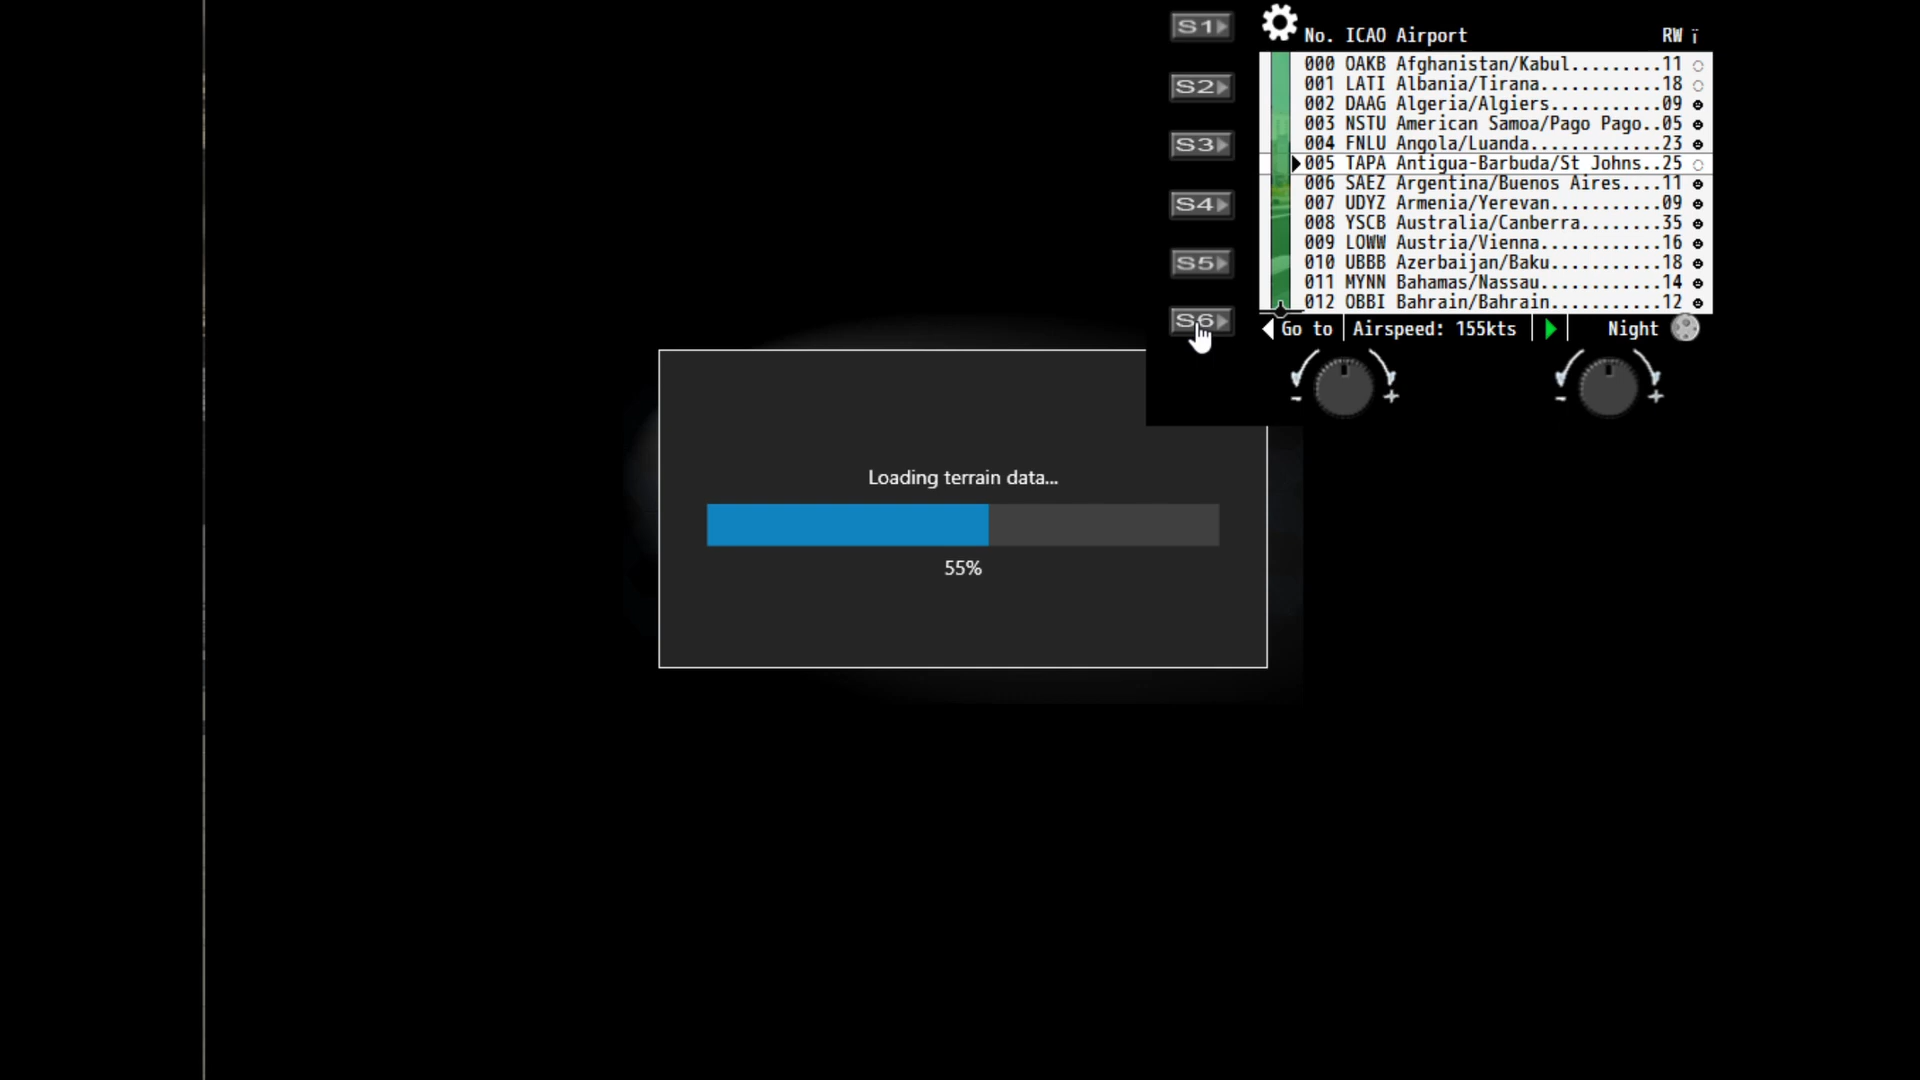 S1
S2
S3
S4
S5
S6
No. ICAO Airport RW
000 OAKB Afghanistan/Kabul.........11
001 LATI Albania/Tirana............18
002 DAAG Algeria/Algiers...........09
003 NSTU American Samoa/Pago Pago..05
004 FNLU Angola/Luanda.............23
005 TAPA Antigua-Barbuda/St Johns..25
006 SAEZ Argentina/Buenos Aires....11
007 UDYZ Armenia/Yerevan...........09
008 YSCB Australia/Canberra........35
009 LOWW Austria/Vienna............16
010 UBBB Azerbaijan/Baku...........18
011 MYNN Bahamas/Nassau............14
012 OBBI Bahrain/Bahrain...........12
Go to Airspeed: 155kts Night
- + - +
Loading terrain data...
55%